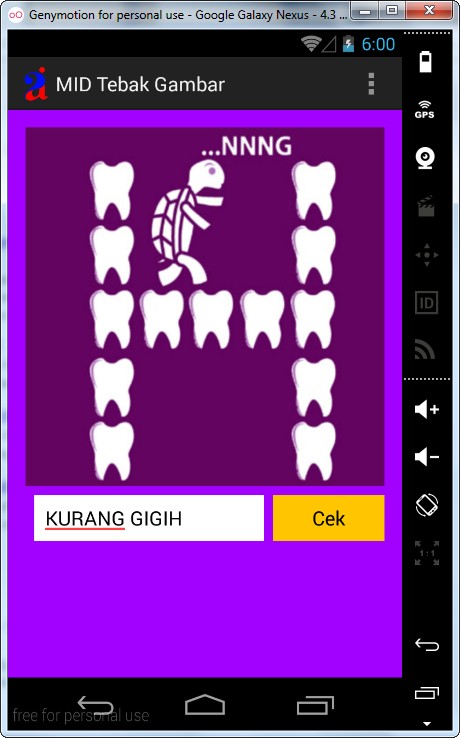 Genymotion for personal use - Google Galaxy Nexus - 4.3 ...
6:00
GPS
MID Tebak Gambar
...NNNG
ID
KURANG GIGIH
Cek
1:1
free for personal use